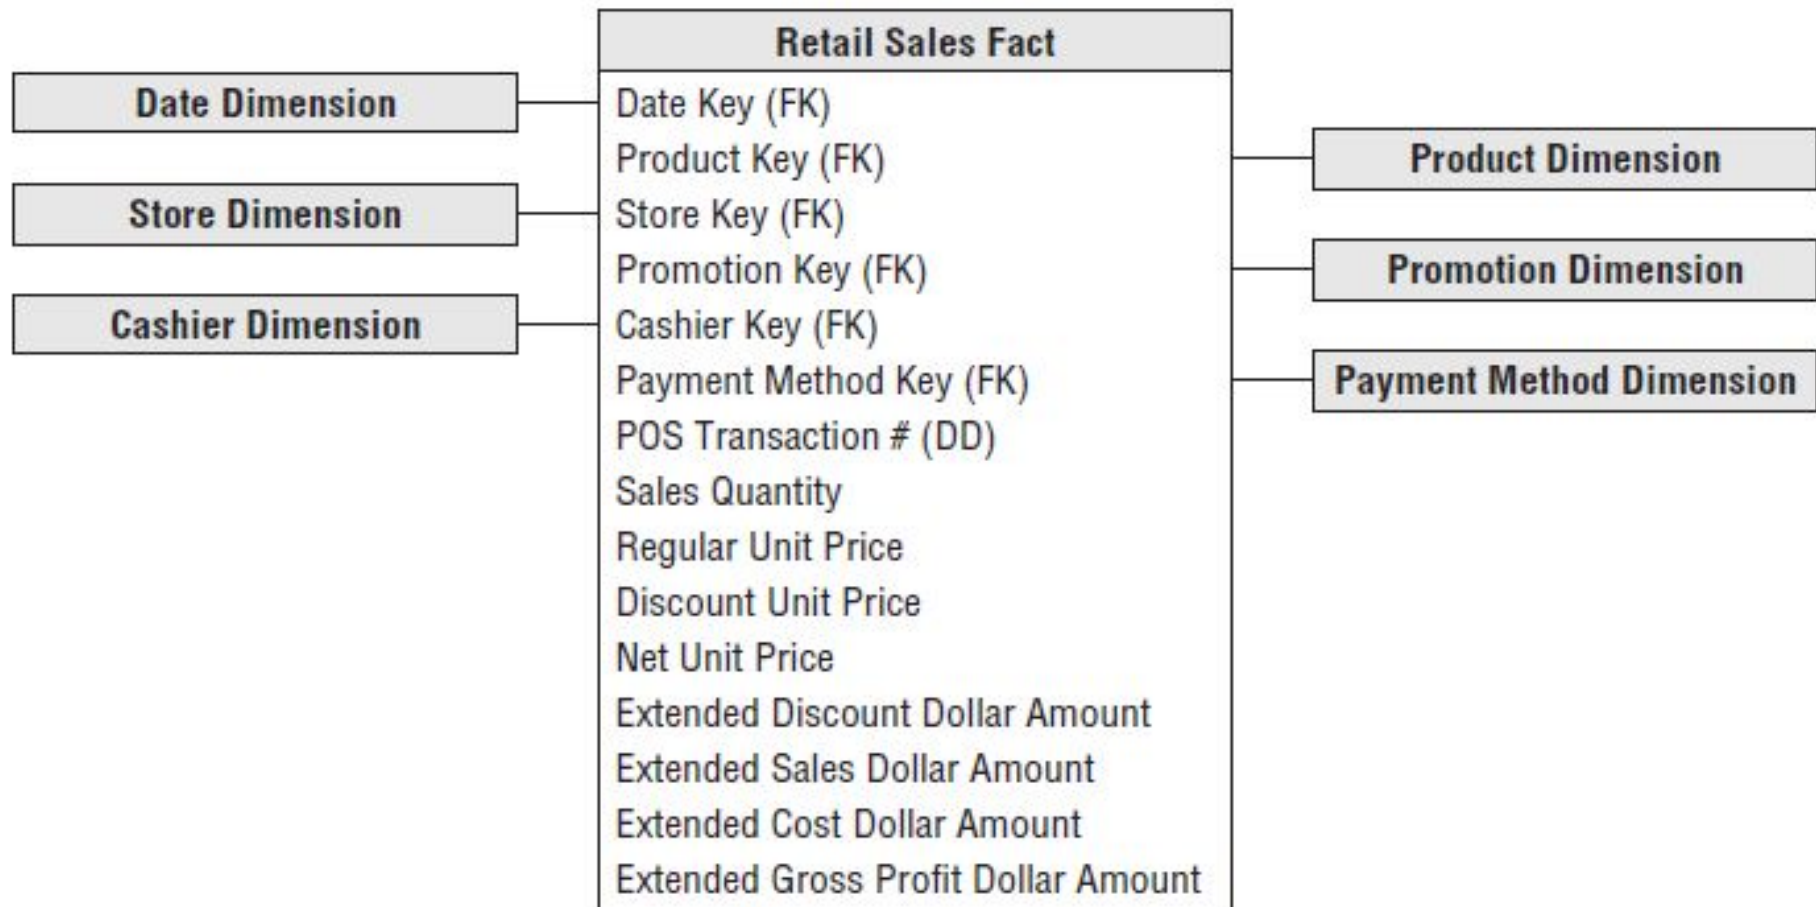 Retail Sales Fact
Date Dimension
Store Dimension
Cashier Dimension
Date Key (FK)
Product Key (FK)
Store Key (FK)
Promotion Key (FK)
Cashier Key (FK)
Payment Method Key (FK)
POS Transaction # (DD)
Sales Quantity
Regular Unit Price
Discount Unit Price
Net Unit Price
Extended Discount Dollar Amount
Extended Sales Dollar Amount
Extended Cost Dollar Amount
Extended Gross Profit Dollar Amount
Product Dimension
Promotion Dimension
Payment Method Dimension